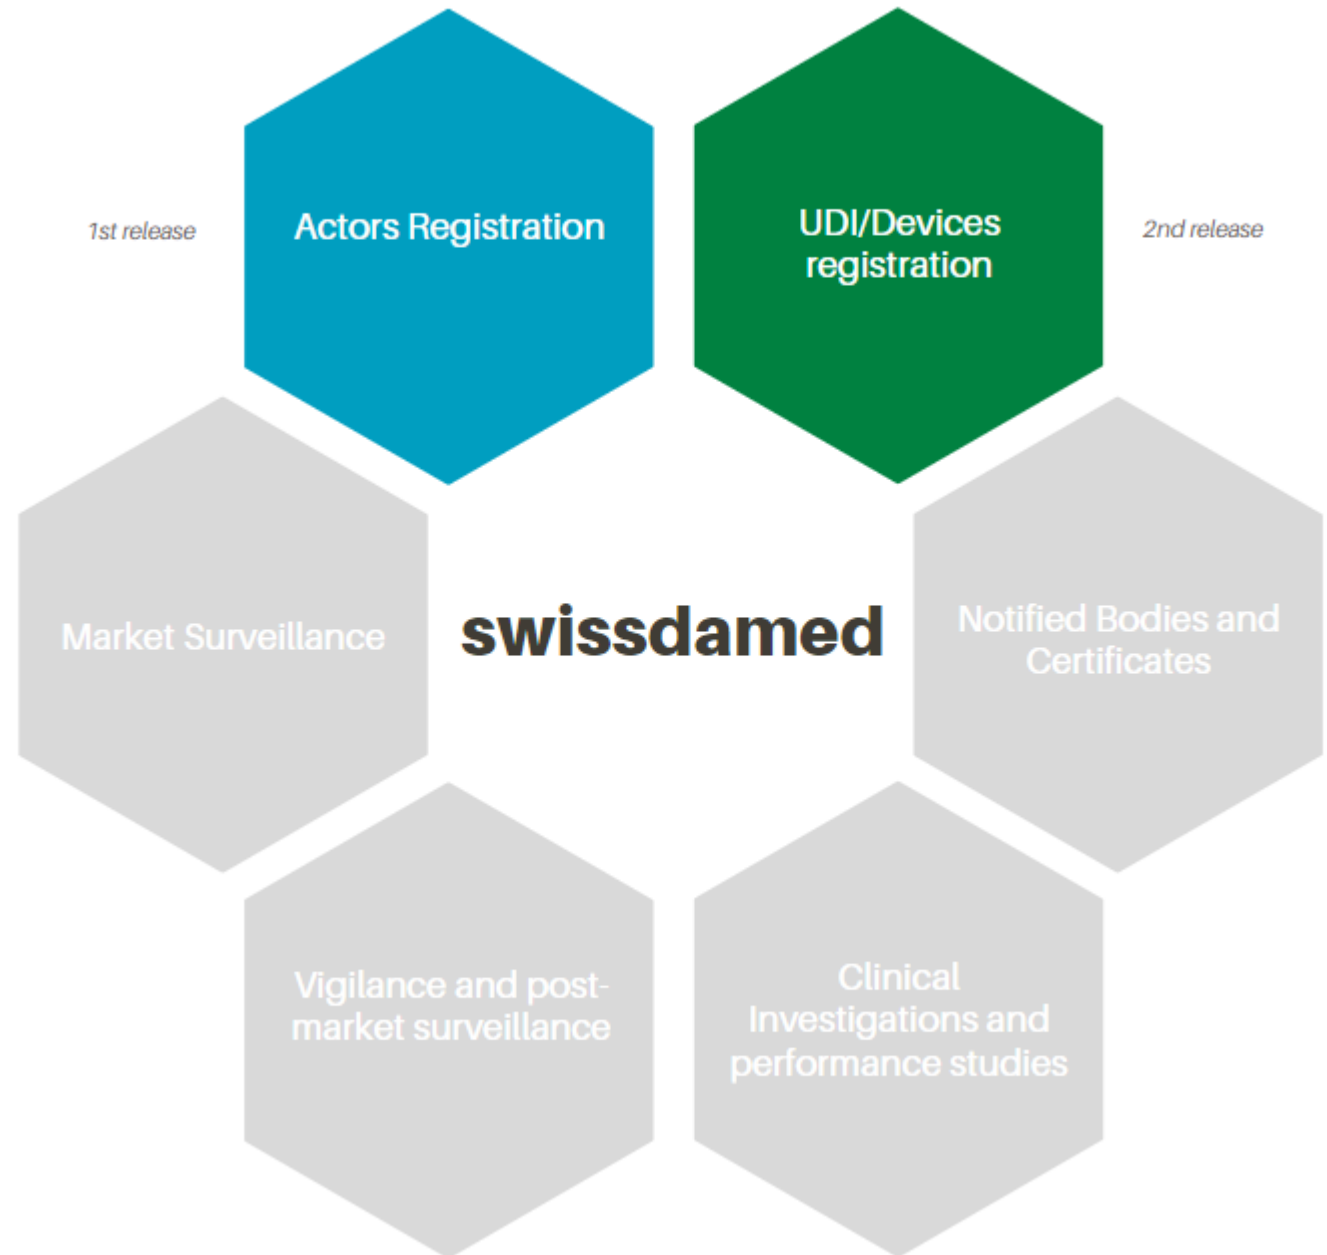 1st release
Actors Registration
UDI/Devices
registration
2nd release
Market Surveillance
swissdamed
Notified Bodies and
Certificates
Vigilance and post-
market surveillance
Clinical
Investigations and
performance studies